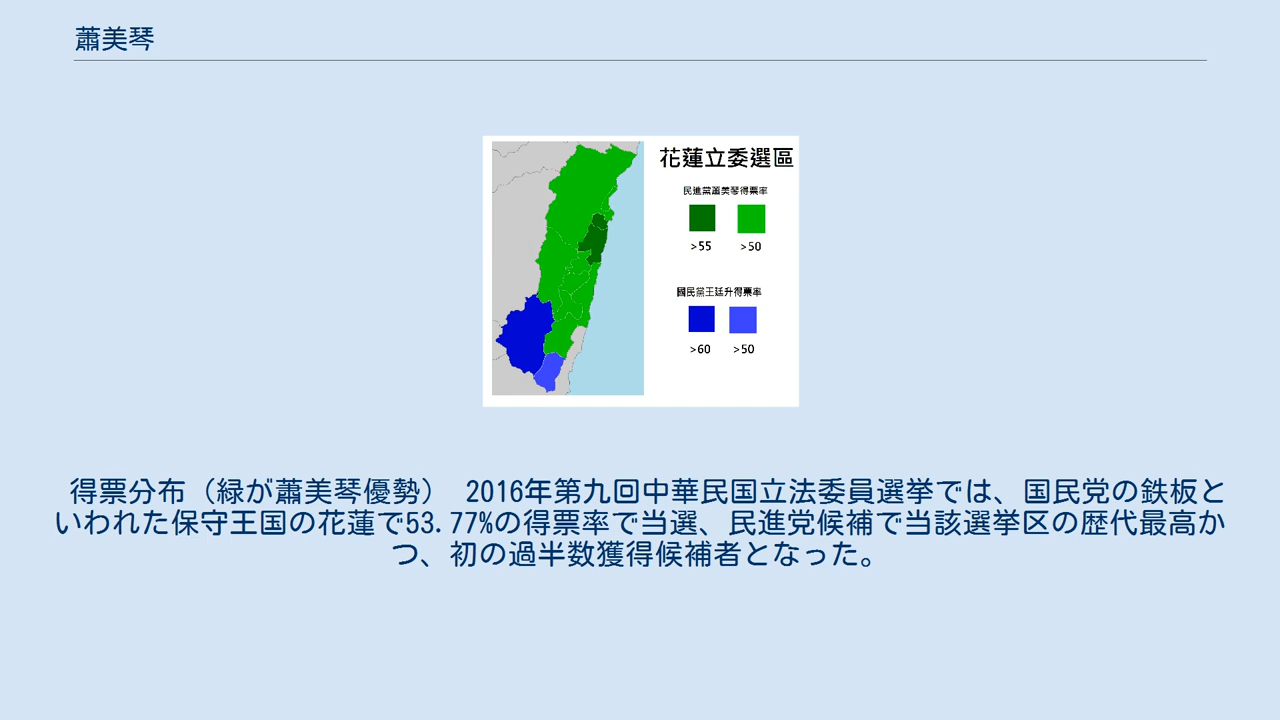 蕭美琴
花蓮立委選區
民進黨蕭美琴得票率
>55 >50
國民黨王廷升得票率
>60 >50
得票分布（緑が蕭美琴優勢） 2016年第九回中華民国立法委員選挙では、国民党の鉄板と
いわれた保守王国の花蓮で53.77%の得票率で当選、民進党候補で当該選挙区の歴代最高か
つ、初の過半数獲得候補者となった。